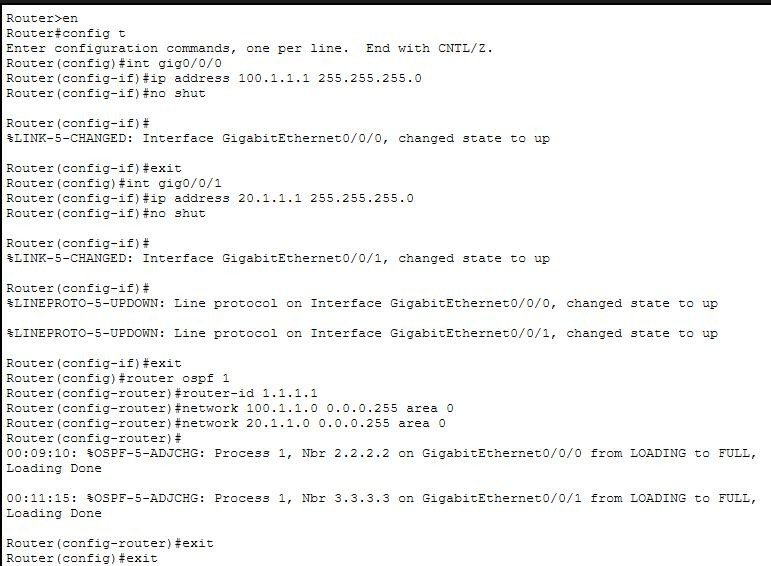 Router>en
Router#config t
Enter configuration commands, one per line.  End with CNTL/Z.
Router(config)#int gig0/0/0
Router(config-if)#ip address 100.1.1.1 255.255.255.0
Router(config-if)#no shut
Router(config-if)#
%LINK-5-CHANGED: Interface GigabitEthernet0/0/0, changed state to up
Router(config-if)#exit
Router(config)#int gig0/0/1
Router(config-if)#ip address 20.1.1.1 255.255.255.0
Router(config-if)#no shut
Router(config-if)#
%LINK-5-CHANGED: Interface GigabitEthernet0/0/1, changed state to up
Router(config-if)#
%LINEPROTO-5-UPDOWN: Line protocol on Interface GigabitEthernet0/0/0, changed state to up
%LINEPROTO-5-UPDOWN: Line protocol on Interface GigabitEthernet0/0/1, changed state to up
Router(config-if)#exit
Router(config)#router ospf 1
Router(config-router)#router-id 1.1.1.1
Router(config-router)#network 100.1.1.0 0.0.0.255 area 0
Router(config-router)#network 20.1.1.0 0.0.0.255 area 0
Router(config-router)#
00:09:10: %OSPF-5-ADJCHG: Process 1, Nbr 2.2.2.2 on GigabitEthernet0/0/0 from LOADING to FULL,
Loading Done
00:11:15: %OSPF-5-ADJCHG: Process 1, Nbr 3.3.3.3 on GigabitEthernet0/0/1 from LOADING to FULL,
Loading Done
Router(config-router)#exit
Router(config)#exit